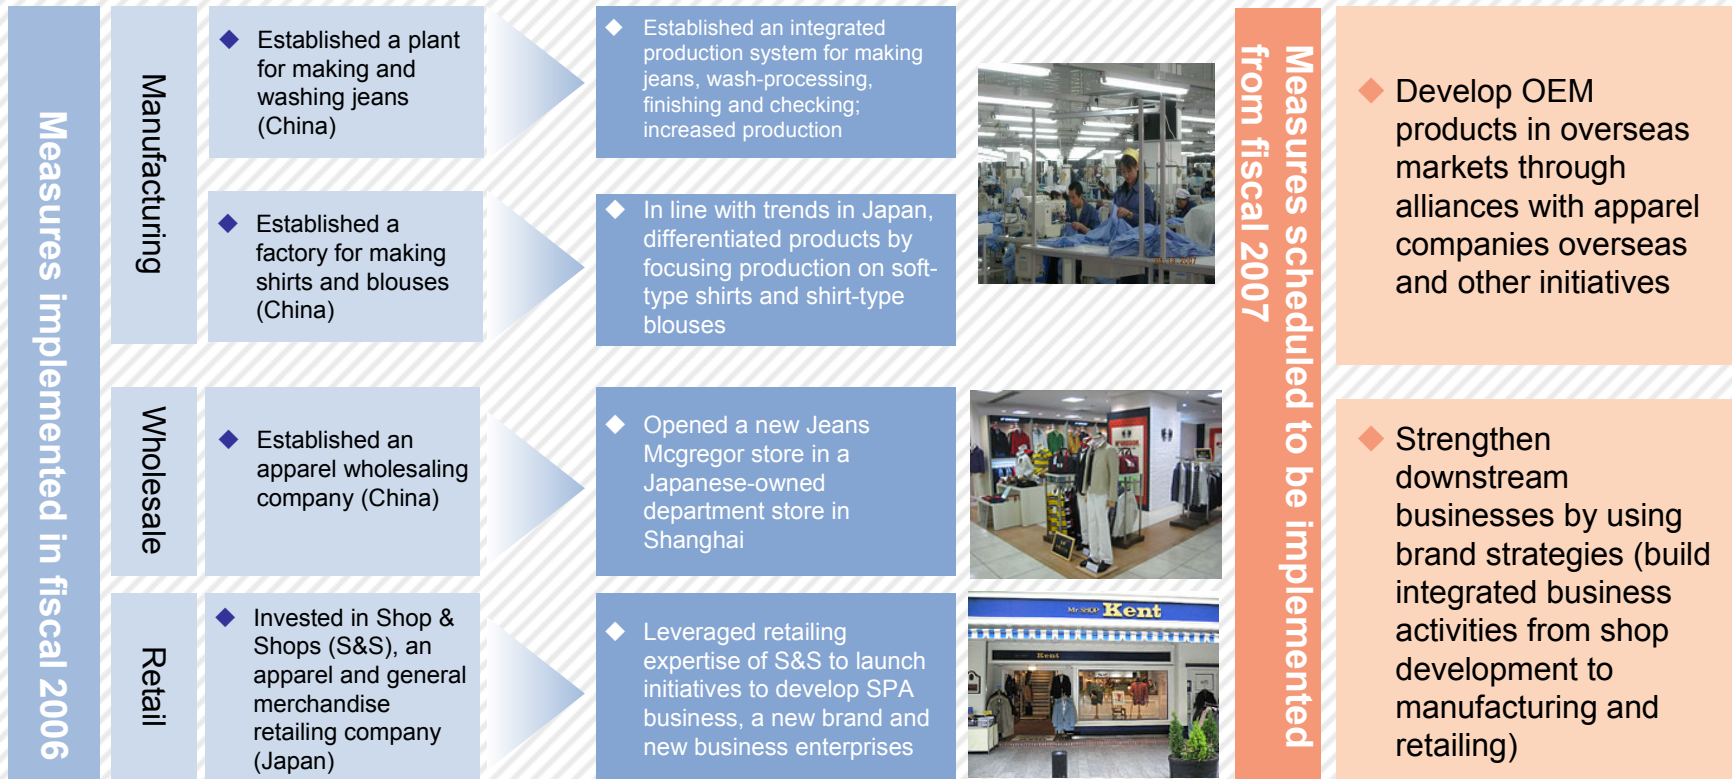 Measures implemented in fiscal 2006
Manufacturing
◆ Established a plant
for making and
washing jeans
(China)
◆ Established an integrated
production system for making
jeans, wash-processing,
finishing and checking;
increased production
◆ Established a
factory for making
shirts and blouses
(China)
◆ In line with trends in Japan,
differentiated products by
focusing production on soft-
type shirts and shirt-type
blouses
Wholesale
◆ Established an
apparel wholesaling
company (China)
◆ Opened a new Jeans
Mcgregor store in a
Japanese-owned
department store in
Shanghai
Retail
◆ Invested in Shop &
Shops (S&S), an
apparel and general
merchandise
retailing company
(Japan)
◆ Leveraged retailing
expertise of S&S to launch
initiatives to develop SPA
business, a new brand and
new business enterprises
Mr. SHOP Kent
Kent
Measures scheduled to be implemented
from fiscal 2007
◆ Develop OEM
products in overseas
markets through
alliances with apparel
companies overseas
and other initiatives
◆ Strengthen
downstream
businesses by using
brand strategies (build
integrated business
activities from shop
development to
manufacturing and
retailing)